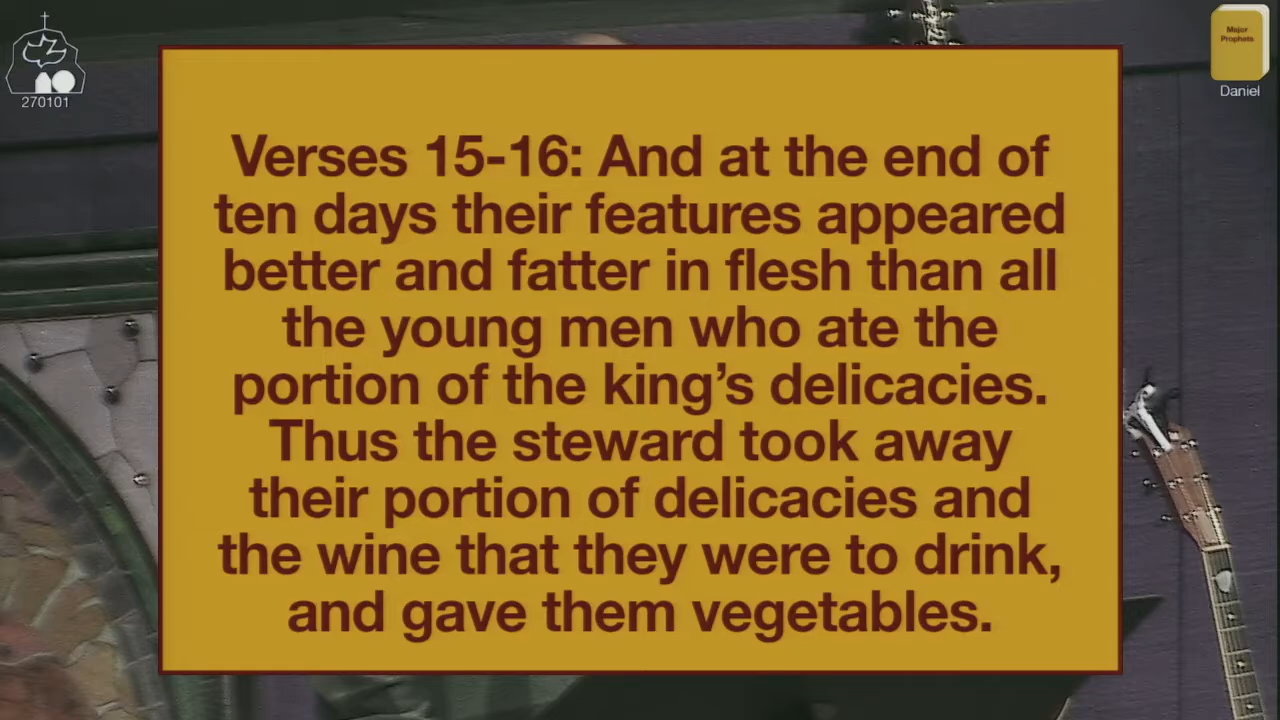 270101
Major
Prophets
Daniel
Verses 15-16: And at the end of
ten days their features appeared
better and fatter in flesh than all
the young men who ate the
portion of the king’s delicacies.
Thus the steward took away
their portion of delicacies and
the wine that they were to drink,
and gave them vegetables.